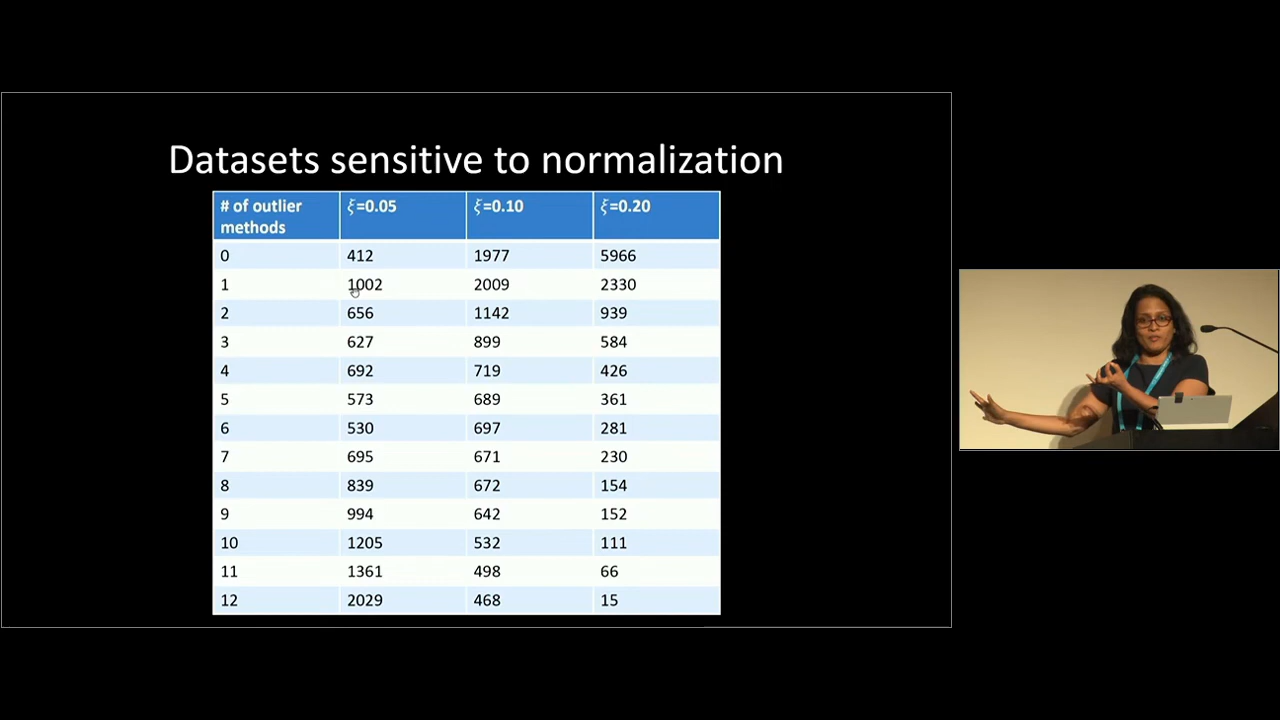 Datasets sensitive to normalization
# of outlier methods ξ=0.05 ξ=0.10 ξ=0.20
0 412 1977 5966
1 1002 2009 2330
2 656 1142 939
3 627 899 584
4 692 719 426
5 573 689 361
6 530 697 281
7 695 671 230
8 839 672 154
9 994 642 152
10 1205 532 111
11 1361 498 66
12 2029 468 15